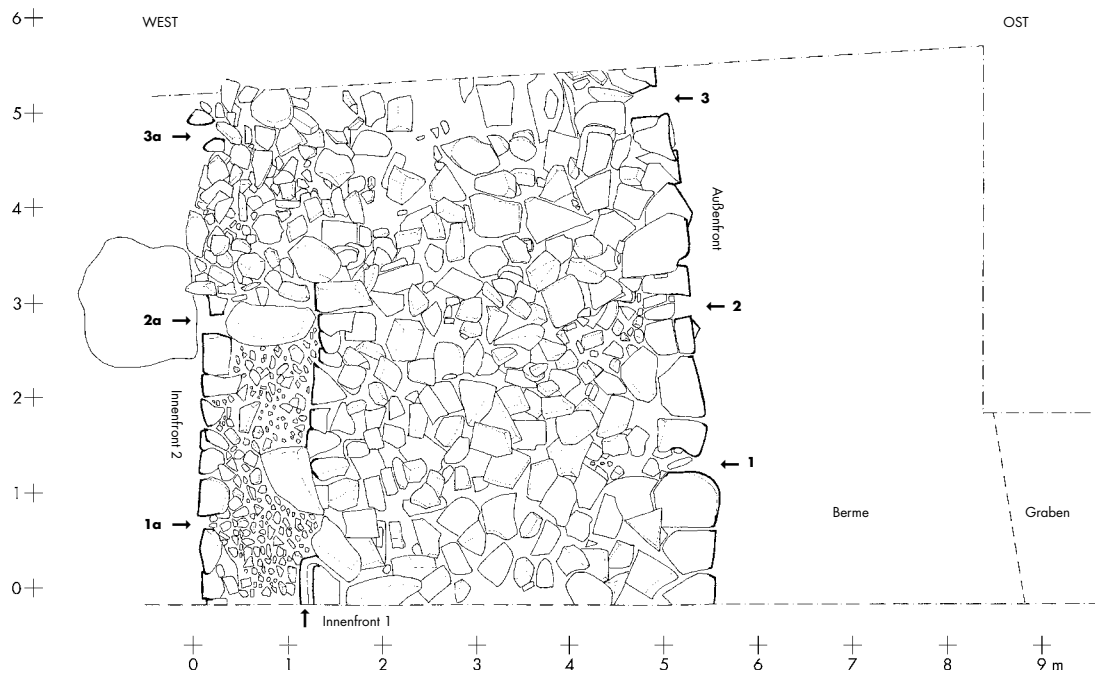 WEST
OST
6
5
4
3
2
1
0
3a
2a
1a
3
2
1
Außenfront
Innenfront 2
Innenfront 1
Berme
Graben
0 1 2 3 4 5 6 7 8 9 m